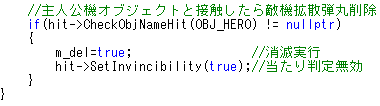 //主人公機オブジェクトと接触したら敵機拡散弾丸削除
if(hit->CheckObjNameHit(OBJ_HERO) != nullptr)
{
    m_del=true;             //消滅実行
    hit->SetInvincibility(true);//当たり判定無効
}
}